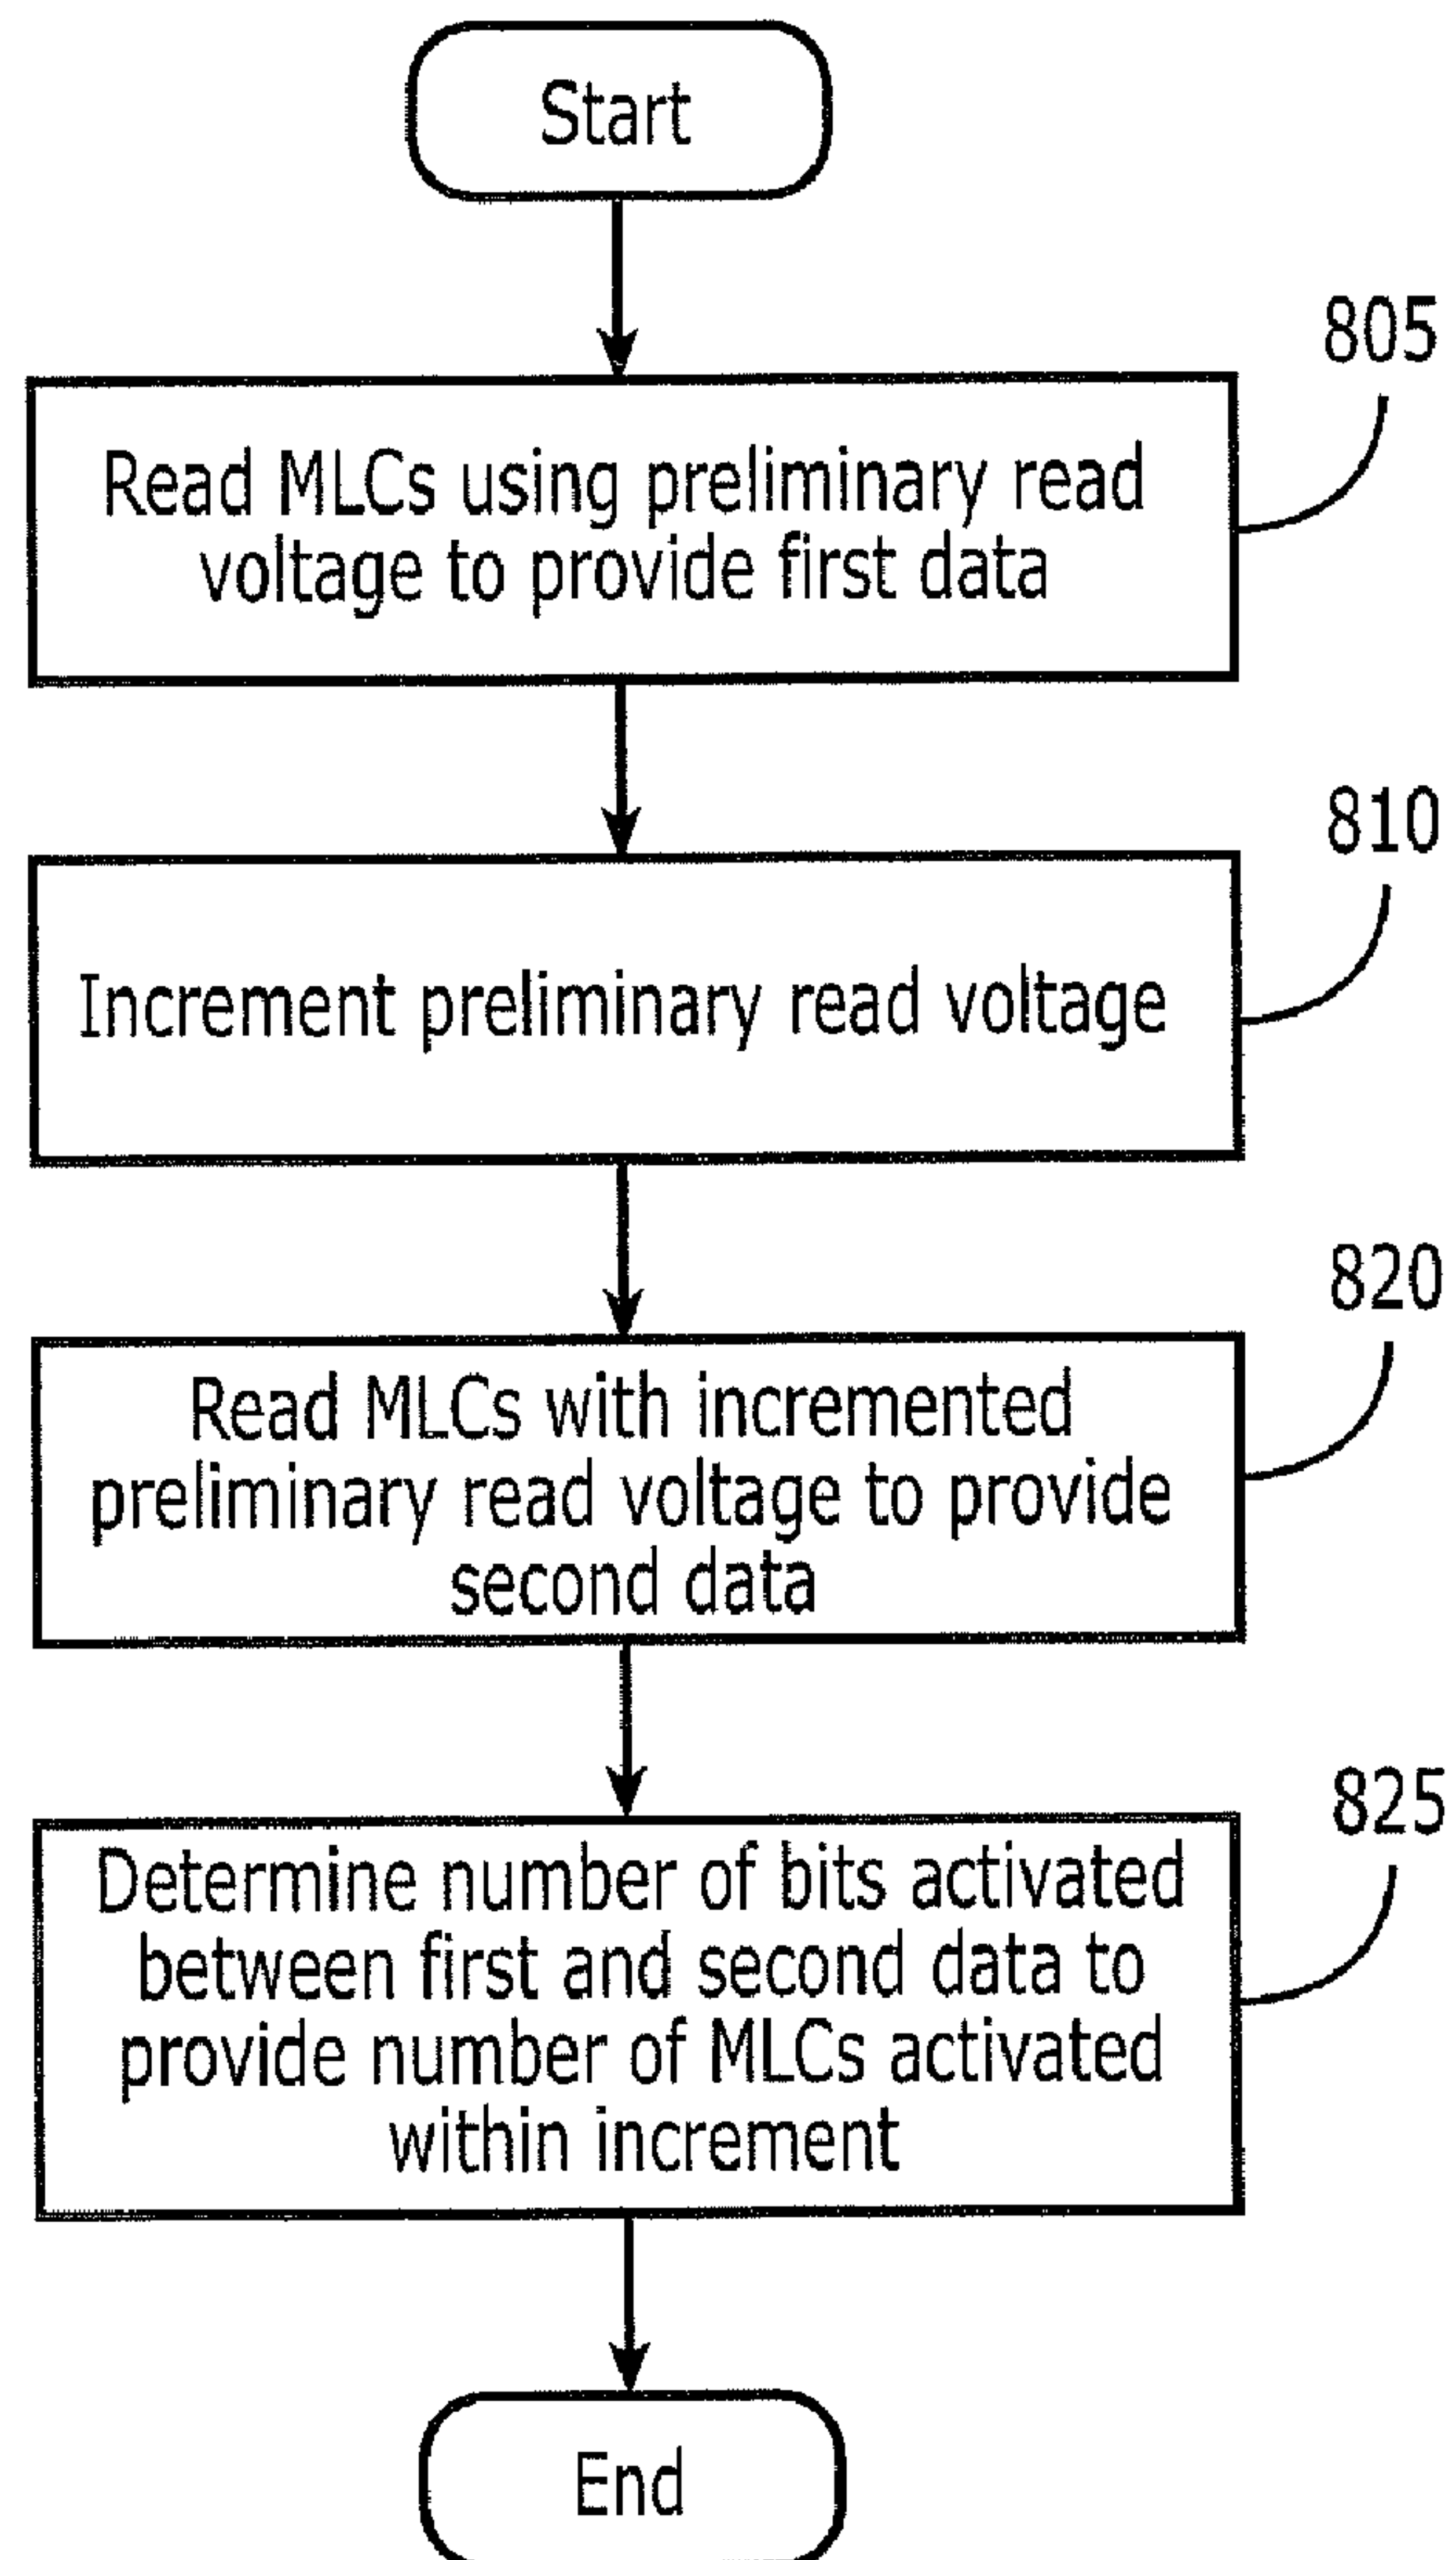 Start
805
Read MLCs using preliminary read
voltage to provide first data
810
Increment preliminary read voltage
820
Read MLCs with incremented
preliminary read voltage to provide
second data
825
Determine number of bits activated
between first and second data to
provide number of MLCs activated
within increment
End